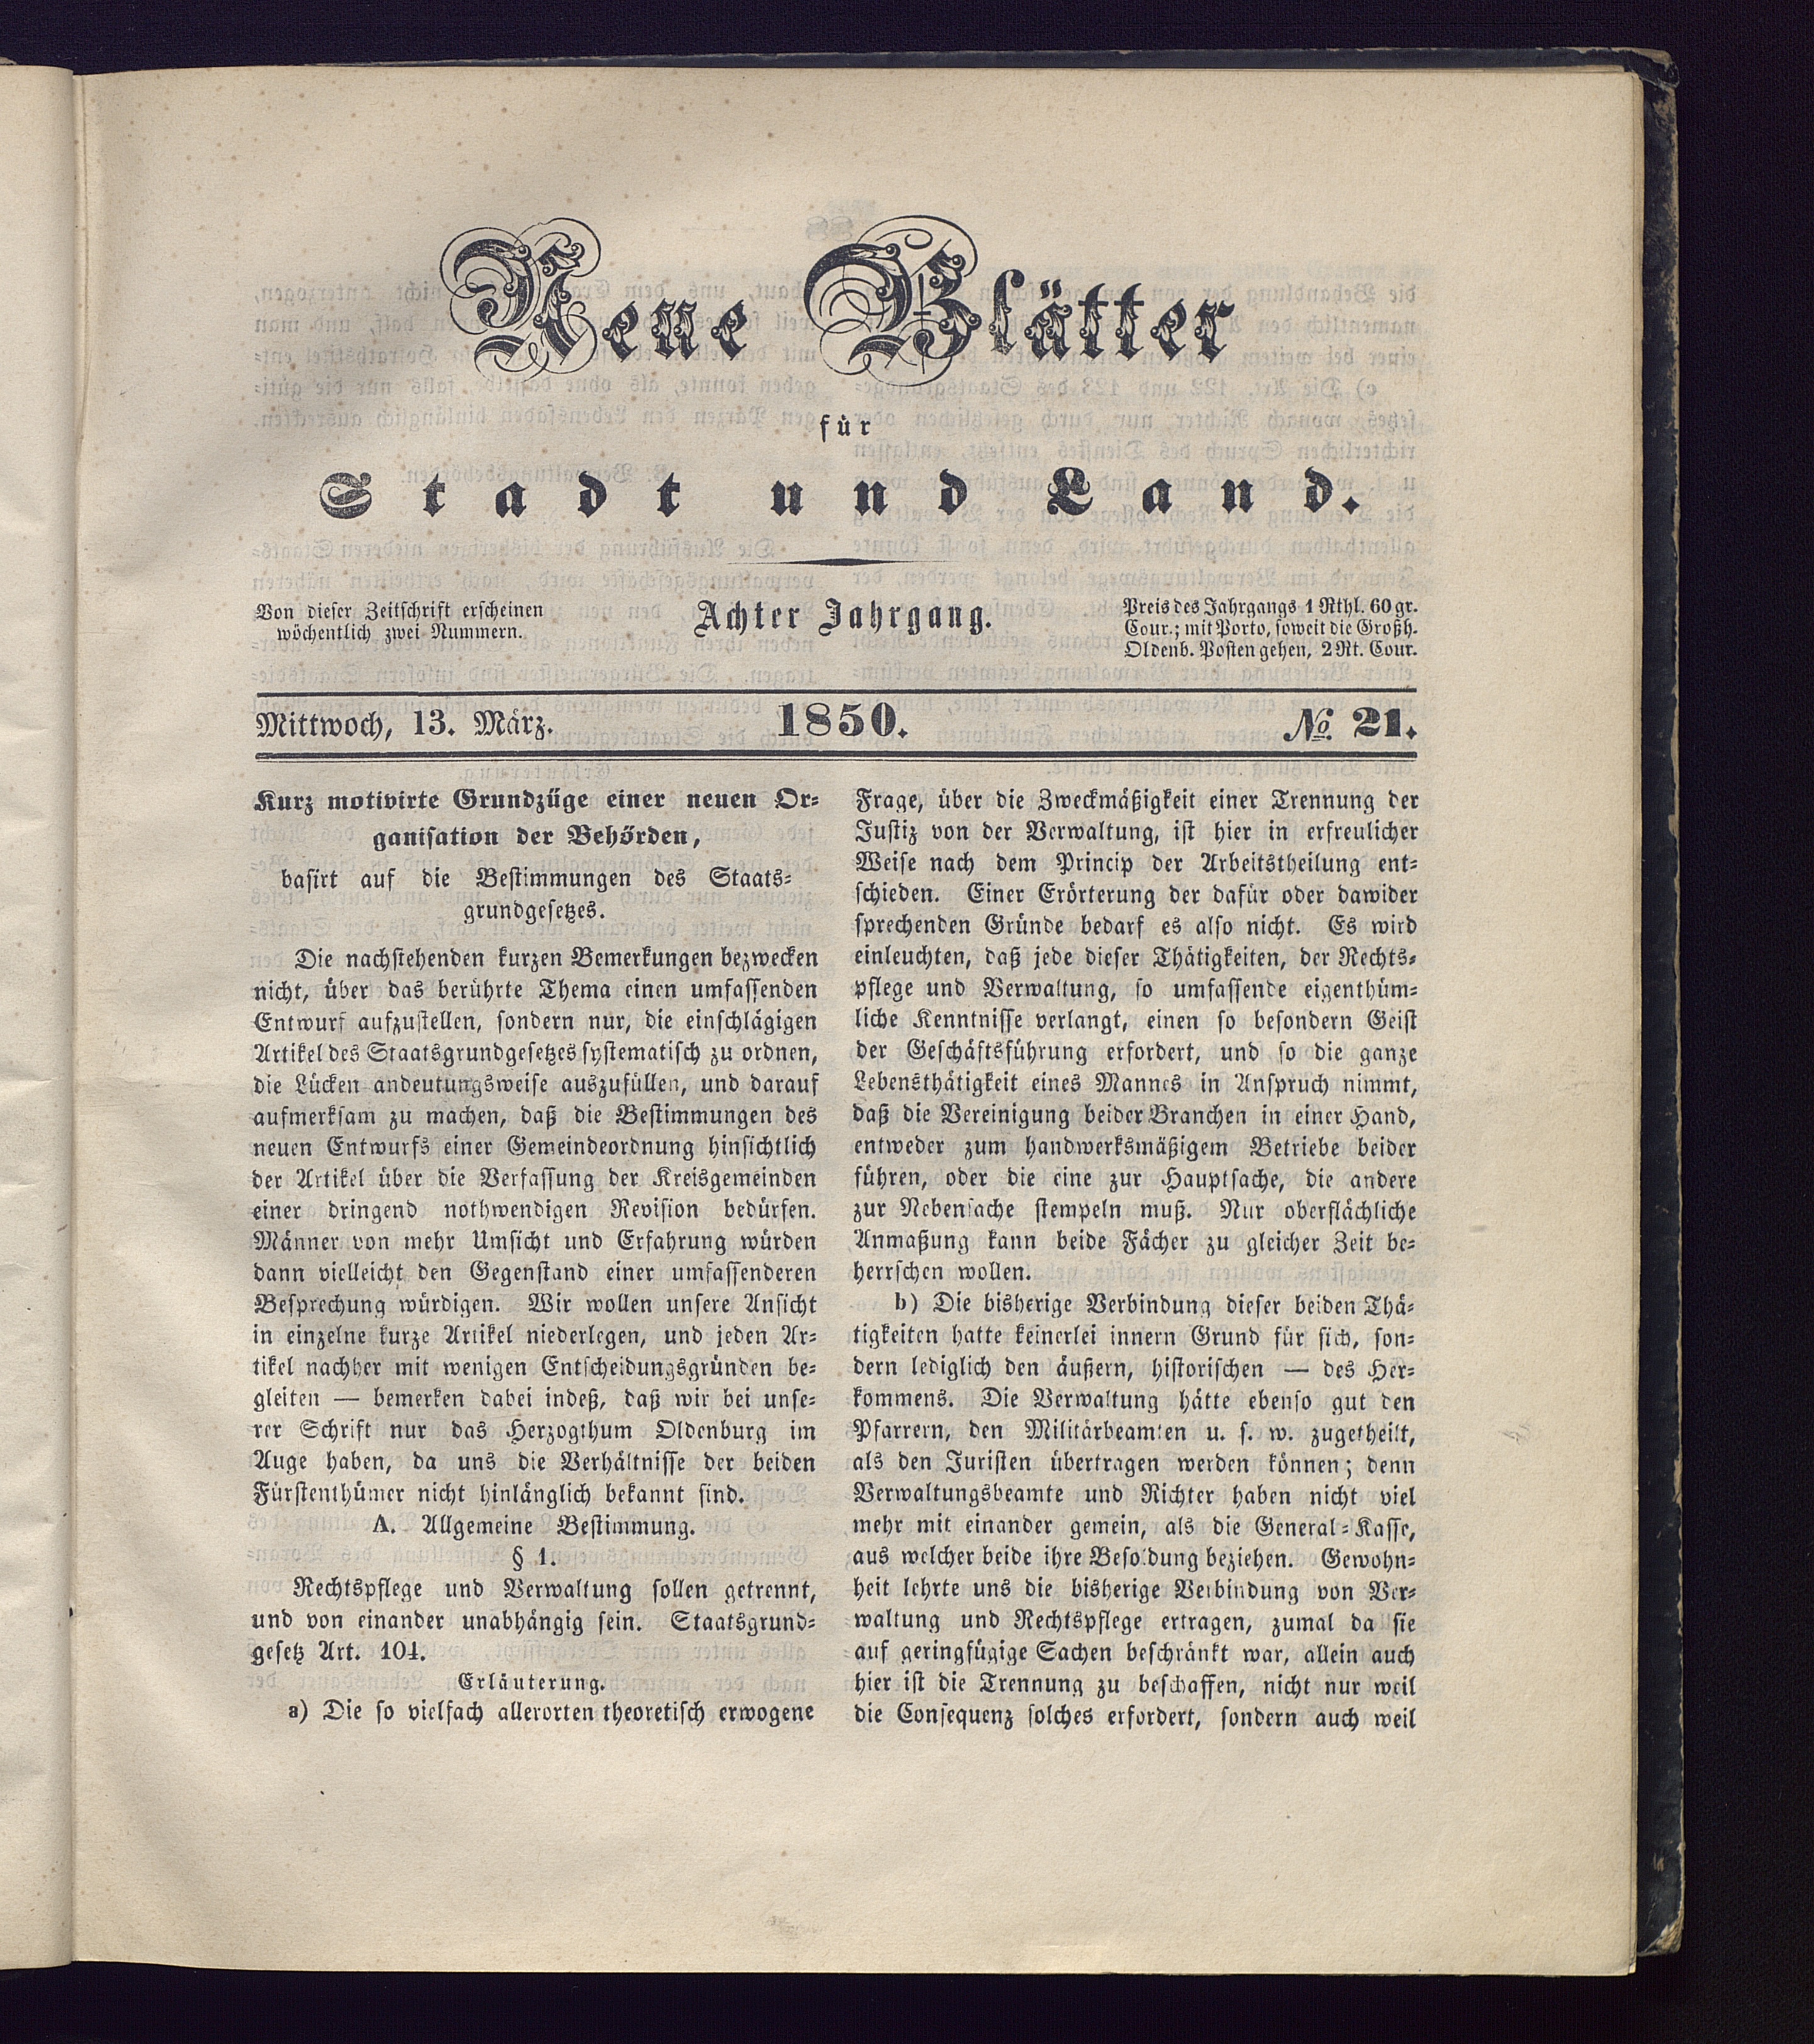 Neue Blätter
für
Stadt und Land.
Von dieser Zeitschrift erscheinen
wöchentlich zwei Nummern.
Achter Jahrgang.
Preis des Jahrgangs 1 Rthl. 60 gr.
Cour.; mit Porto, soweit die Großh.
Oldenb. Posten gehen, 2 Rt. Cour.
Mittwoch, 13. März.
1850.
No. 21.
Kurz motivirte Grundzüge einer neuen Or-
ganisation der Behörden,
basirt auf die Bestimmungen des Staats-
grundgesetzes.
Die nachstehenden kurzen Bemerkungen bezwecken
nicht, über das berührte Thema einen umfassenden
Entwurf aufzustellen, sondern nur, die einschlägigen
Artikel des Staatsgrundgesetzes systematisch zu ordnen,
die Lücken andeutungsweise auszufüllen, und darauf
aufmerksam zu machen, daß die Bestimmungen des
neuen Entwurfs einer Gemeindeordnung hinsichtlich
der Artikel über die Verfassung der Kreisgemeinden
einer dringend nothwendigen Revision bedürfen.
Männer von mehr Umsicht und Erfahrung würden
dann vielleicht den Gegenstand einer umfassenderen
Besprechung würdigen. Wir wollen unsere Ansicht
in einzelne kurze Artikel niederlegen, und jeden Ar-
tikel nachher mit wenigen Entscheidungsgründen be-
gleiten — bemerken dabei indeß, daß wir bei unse-
rer Schrift nur das Herzogthum Oldenburg im
Auge haben, da uns die Verhältnisse der beiden
Fürstenthümer nicht hinlänglich bekannt sind.
A. Allgemeine Bestimmung.
§ 1.
Rechtspflege und Verwaltung sollen getrennt,
und von einander unabhängig sein. Staatsgrund-
gesetz Art. 104.
Erläuterung.
a) Die so vielfach allerorten theoretisch erwogene
Frage, über die Zweckmäßigkeit einer Trennung der
Justiz von der Verwaltung, ist hier in erfreulicher
Weise nach dem Princip der Arbeitstheilung ent-
schieden. Einer Erörterung der dafür oder dawider
sprechenden Gründe bedarf es also nicht. Es wird
einleuchten, daß jede dieser Thätigkeiten, der Rechts-
pflege und Verwaltung, so umfassende eigenthüm-
liche Kenntnisse verlangt, einen so besondern Geist
der Geschäftsführung erfordert, und so die ganze
Lebensthätigkeit eines Mannes in Anspruch nimmt,
daß die Vereinigung beider Branchen in einer Hand,
entweder zum handwerksmäßigem Betriebe beider
führen, oder die eine zur Hauptsache, die andere
zur Nebensache stempeln muß. Nur oberflächliche
Anmaßung kann beide Fächer zu gleicher Zeit be-
herrschen wollen.
b) Die bisherige Verbindung dieser beiden Thä-
tigkeiten hatte keinerlei innern Grund für sich, son-
dern lediglich den äußern, historischen — des Her-
kommens. Die Verwaltung hätte ebenso gut den
Pfarrern, den Militärbeamten u. s. w. zugetheilt,
als den Juristen übertragen werden können; denn
Verwaltungsbeamte und Richter haben nicht viel
mehr mit einander gemein, als die General-Kasse,
aus welcher beide ihre Besoldung beziehen. Gewohn-
heit lehrte uns die bisherige Verbindung von Ver-
waltung und Rechtspflege ertragen, zumal da sie
auf geringfügige Sachen beschränkt war, allein auch
hier ist die Trennung zu beschaffen, nicht nur weil
die Consequenz solches erfordert, sondern auch weil